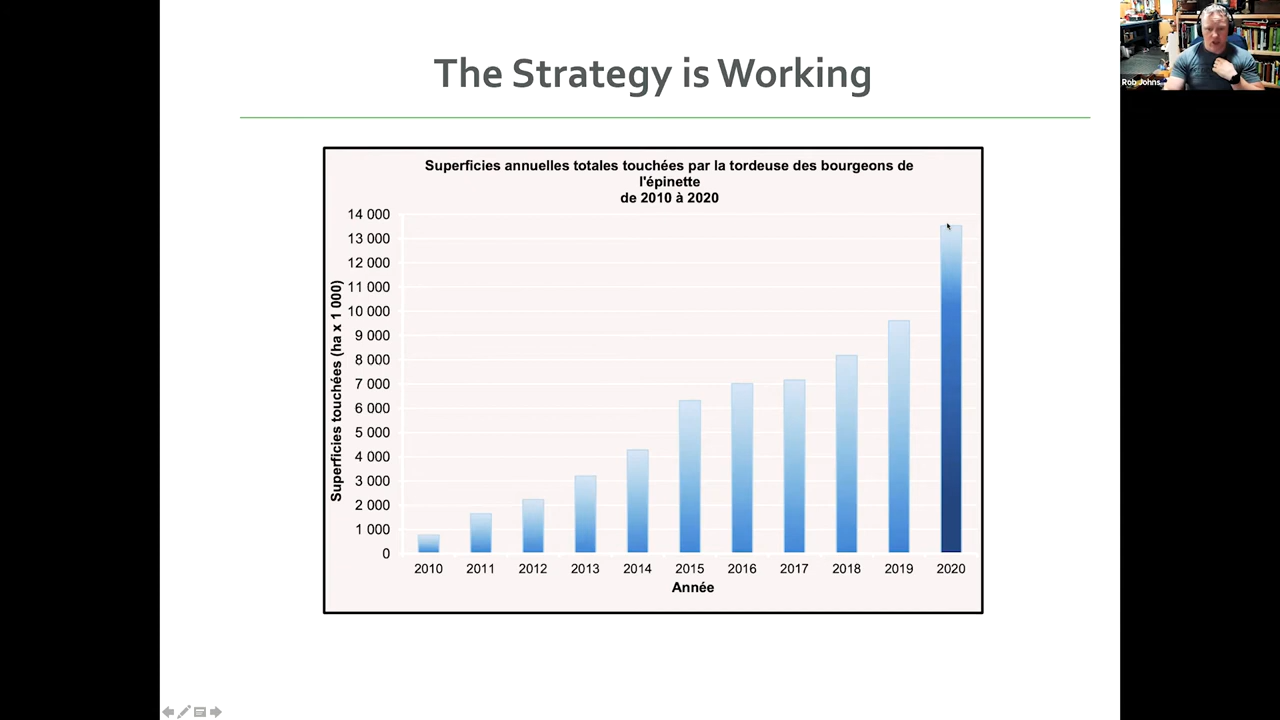 The Strategy is Working
Rob Johns
Superficies annuelles totales touchées par la tordeuse des bourgeons de
l'épinette
de 2010 à 2020
Superficies touchées (ha x 1 000)
14 000
13 000
12 000
11 000
10 000
9 000
8 000
7 000
6 000
5 000
4 000
3 000
2 000
1 000
0
2010 2011 2012 2013 2014 2015 2016 2017 2018 2019 2020
Année